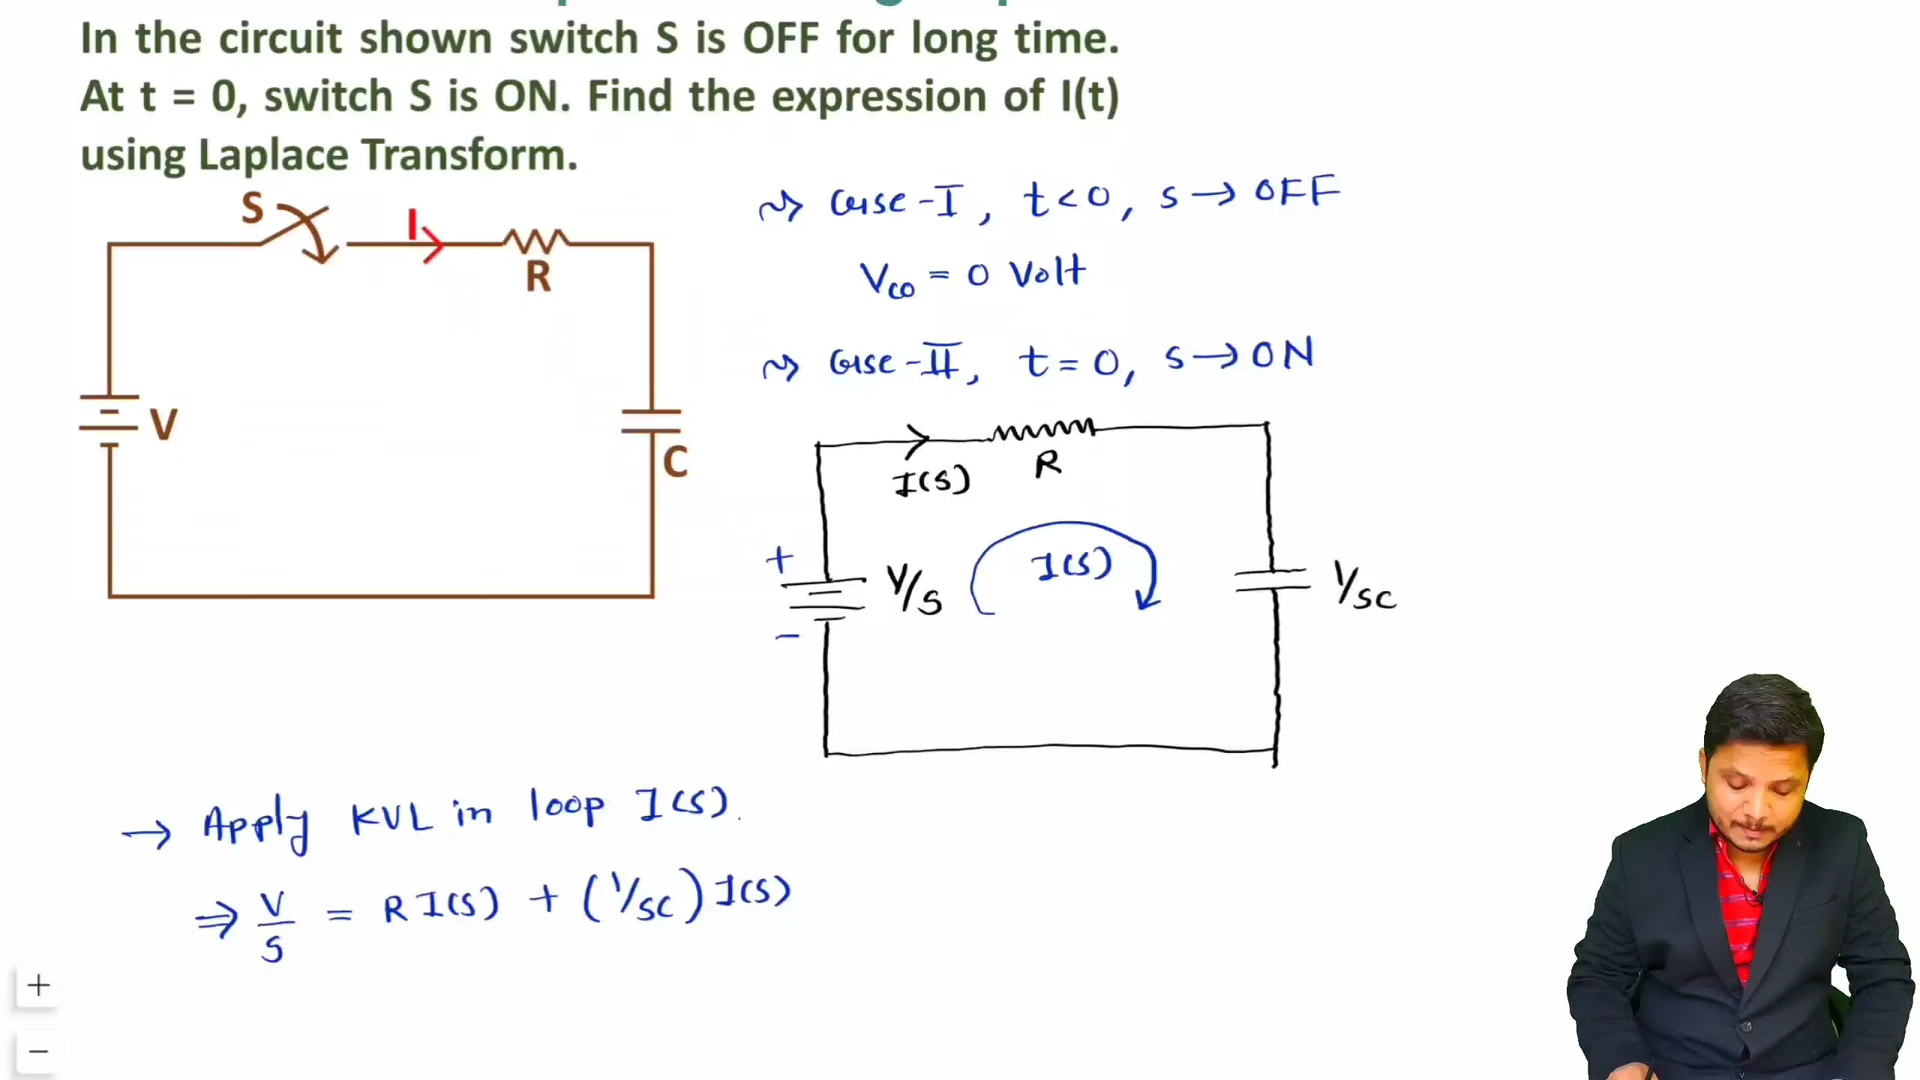 In the circuit shown switch S is OFF for long time.
At t = 0, switch S is ON. Find the expression of I(t)
using Laplace Transform.
S
I
R
V
C
⇝ Case-I, t<0, s→OFF
Vco = 0 Volt
⇝ Case-II, t=0, s→ON
I(s)
R
+
V/s
−
I(s)
1/sc
→ Apply KVL in loop I(s).
⇒ V/s = R I(s) + (1/sc) I(s)
+
−